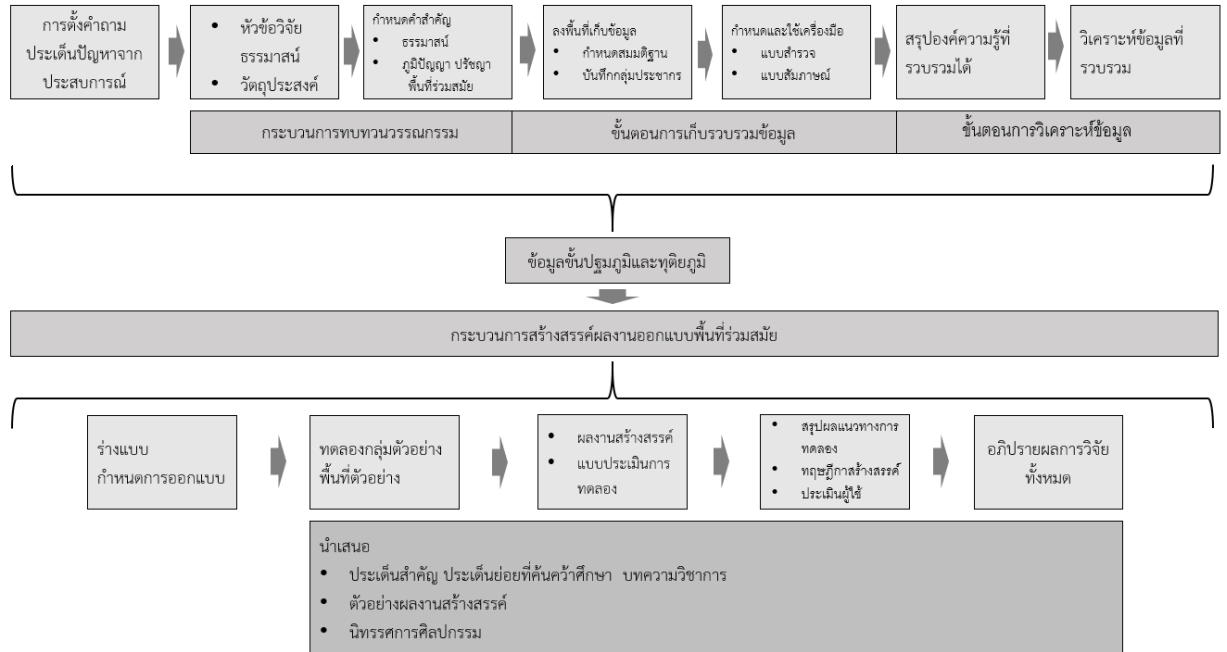 การตั้งคำถาม
ประเด็นปัญหาจาก
ประสบการณ์
• หัวข้อวิจัย
ธรรมาสน์
• วัตถุประสงค์
กำหนดคำสำคัญ
• ธรรมาสน์
• ภูมิปัญญา ปรัชญา
พื้นที่ร่วมสมัย
ลงพื้นที่เก็บข้อมูล
• กำหนดสมมติฐาน
• บันทึกกลุ่มประชากร
กำหนดและใช้เครื่องมือ
• แบบสำรวจ
• แบบสัมภาษณ์
สรุปองค์ความรู้ที่
รวบรวมได้
วิเคราะห์ข้อมูลที่
รวบรวม
กระบวนการทบทวนวรรณกรรม
ขั้นตอนการเก็บรวบรวมข้อมูล
ขั้นตอนการวิเคราะห์ข้อมูล
ข้อมูลขั้นปฐมภูมิและทุติยภูมิ
กระบวนการสร้างสรรค์ผลงานออกแบบพื้นที่ร่วมสมัย
ร่างแบบ
กำหนดการออกแบบ
ทดลองกลุ่มตัวอย่าง
พื้นที่ตัวอย่าง
• ผลงานสร้างสรรค์
• แบบประเมินการ
ทดลอง
• สรุปผลแนวทางการ
ทดลอง
• ทฤษฎีการสร้างสรรค์
• ประเมินผู้ใช้
อภิปรายผลการวิจัย
ทั้งหมด
นำเสนอ
• ประเด็นสำคัญ ประเด็นย่อยที่ค้นคว้าศึกษา บทความวิชาการ
• ตัวอย่างผลงานสร้างสรรค์
• นิทรรศการศิลปกรรม